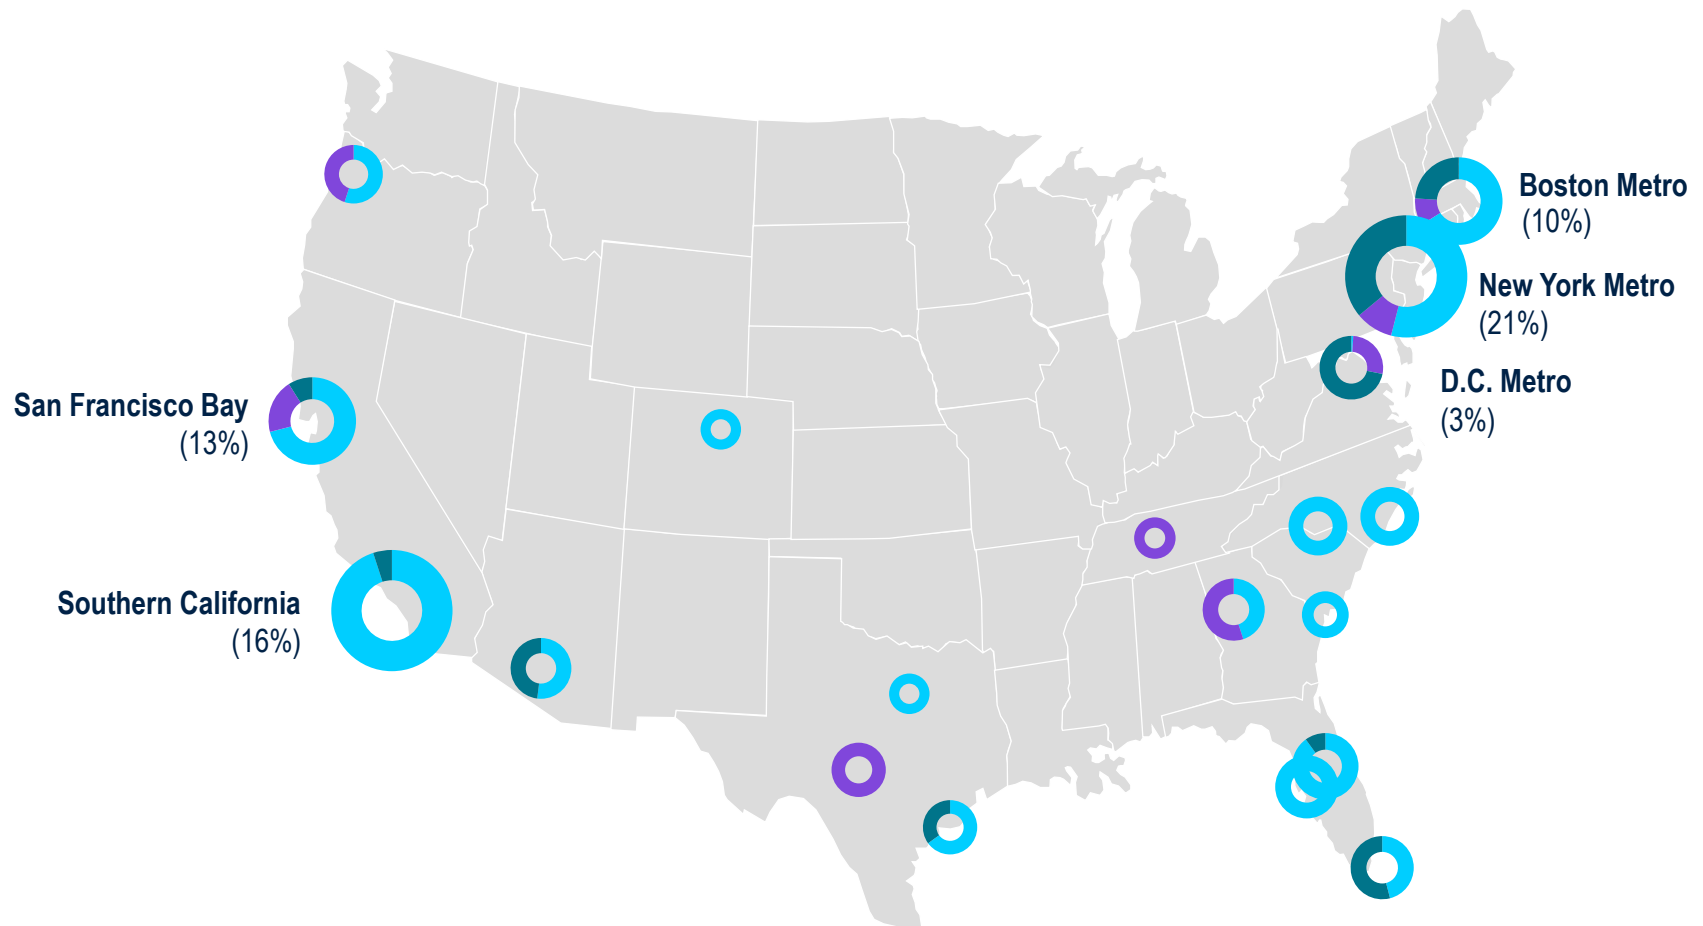 Boston Metro
(10%)
New York Metro
(21%)
D.C. Metro
(3%)
San Francisco Bay
(13%)
Southern California
(16%)